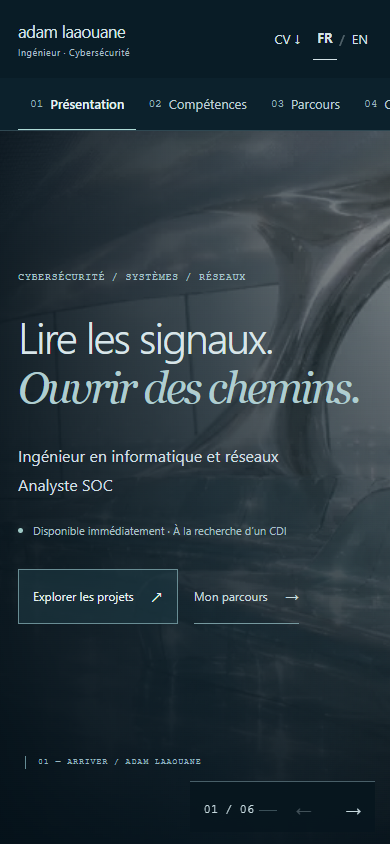 adam laaouane
Ingénieur · Cybersécurité
CV ↓ FR / EN
01 Présentation 02 Compétences 03 Parcours 04
CYBERSÉCURITÉ / SYSTÈMES / RÉSEAUX
Lire les signaux.
Ouvrir des chemins.
Ingénieur en informatique et réseaux
Analyste SOC
Disponible immédiatement · À la recherche d'un CDI
Explorer les projets ↗ Mon parcours →
01 — ARRIVER / ADAM LAAOUANE
01 / 06 ← →